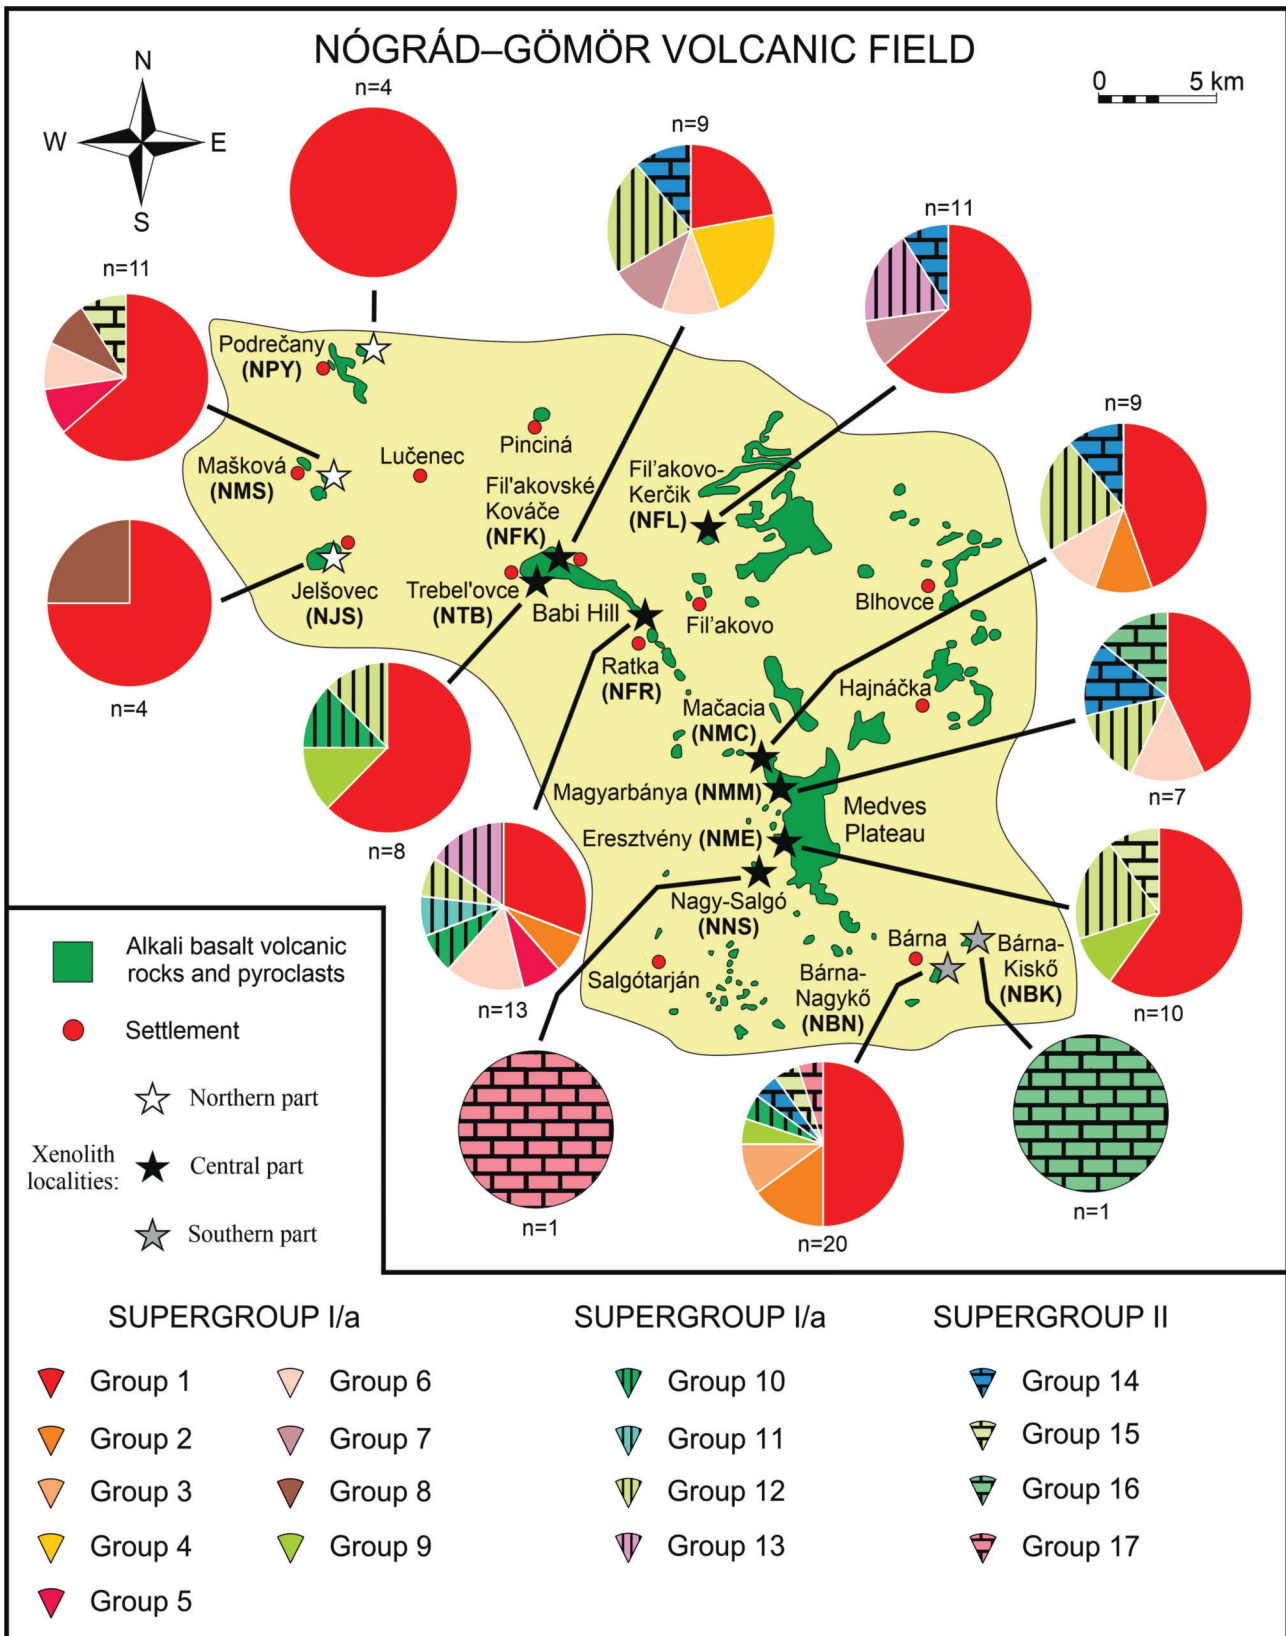 NÓGRÁD–GÖMÖR VOLCANIC FIELD
N
W
E
S
0 5 km
n=4
n=9
n=11
n=11
n=9
Podrečany
(NPY)
Pinciná
Mašková
(NMS)
Lučenec
Fil'akovské
Kováče
(NFK)
Fil'akovo-
Kerčik
(NFL)
Jelšovec
(NJS)
Trebel'ovce
(NTB)
Babi Hill
Fil'akovo
Blhovce
Ratka
(NFR)
Mačacia
(NMC)
Hajnáčka
n=4
n=8
n=7
Magyarbánya (NMM)
Medves
Plateau
Eresztvény (NME)
Nagy-Salgó
(NNS)
Salgótarján
Bárna
Bárna-
Nagykő
(NBN)
Bárna-
Kiskő
(NBK)
n=13
n=10
n=1
n=20
n=1
Alkali basalt volcanic
rocks and pyroclasts
Settlement
Xenolith
localities:
Northern part
Central part
Southern part
SUPERGROUP I/a
Group 1
Group 2
Group 3
Group 4
Group 5
Group 6
Group 7
Group 8
Group 9
SUPERGROUP I/a
Group 10
Group 11
Group 12
Group 13
SUPERGROUP II
Group 14
Group 15
Group 16
Group 17